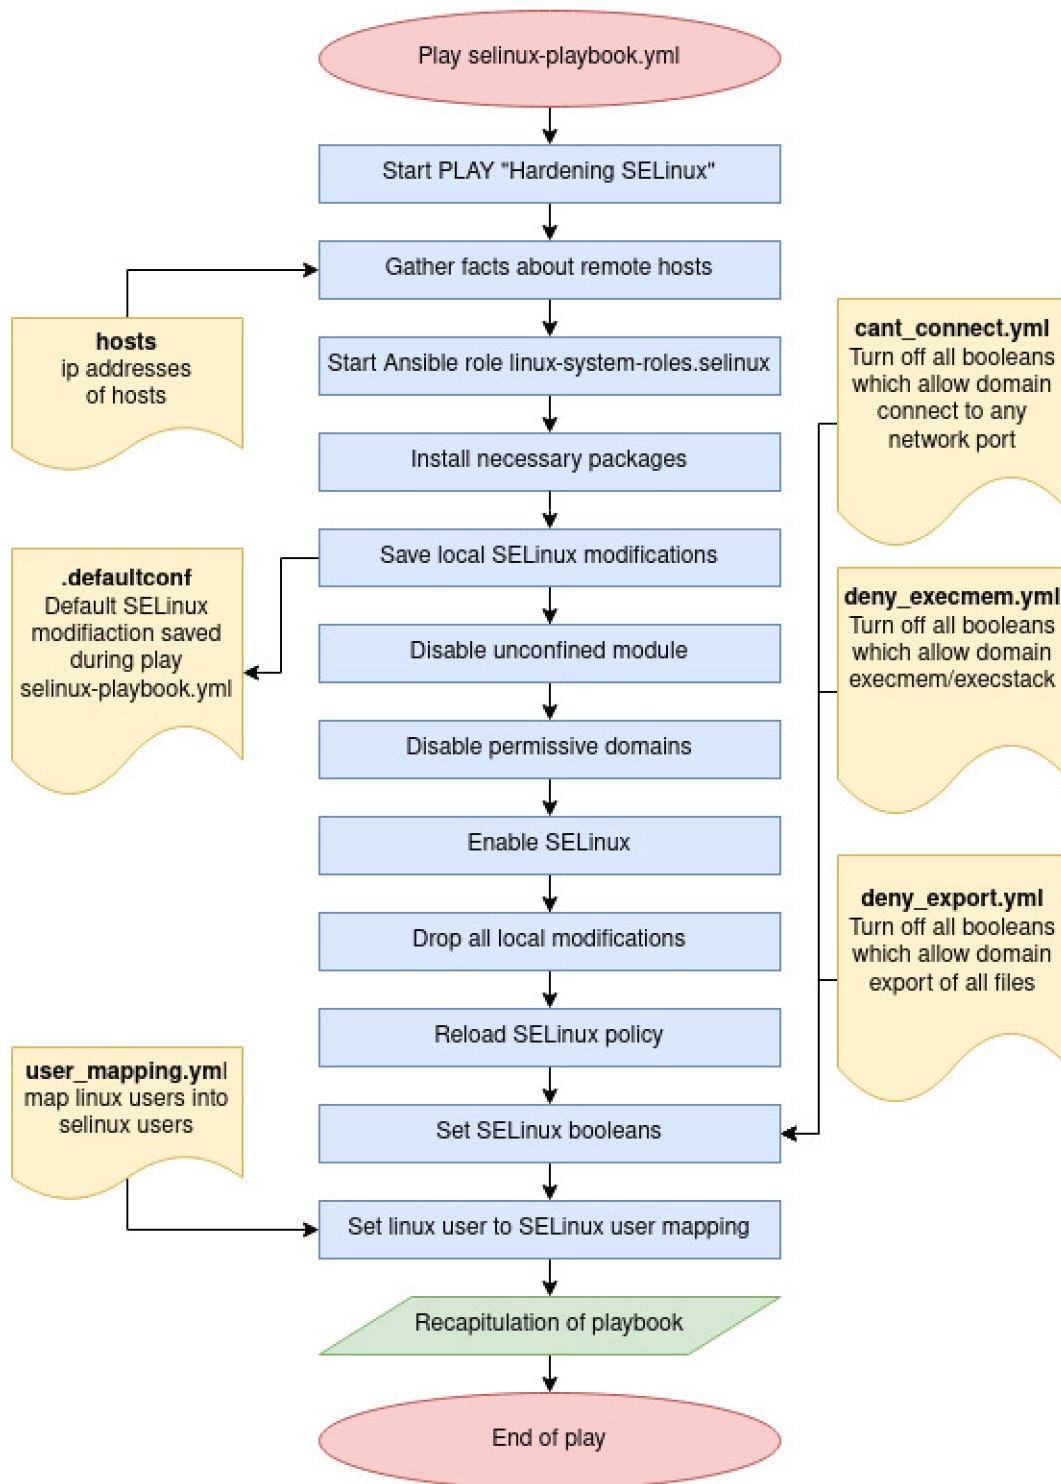 Play selinux-playbook.yml
Start PLAY "Hardening SELinux"
Gather facts about remote hosts
hosts
ip addresses
of hosts
Start Ansible role linux-system-roles.selinux
cant_connect.yml
Turn off all booleans
which allow domain
connect to any
network port
Install necessary packages
Save local SELinux modifications
.defaultconf
Default SELinux
modifiaction saved
during play
selinux-playbook.yml
deny_execmem.yml
Turn off all booleans
which allow domain
execmem/execstack
Disable unconfined module
Disable permissive domains
Enable SELinux
Drop all local modifications
deny_export.yml
Turn off all booleans
which allow domain
export of all files
Reload SELinux policy
user_mapping.yml
map linux users into
selinux users
Set SELinux booleans
Set linux user to SELinux user mapping
Recapitulation of playbook
End of play